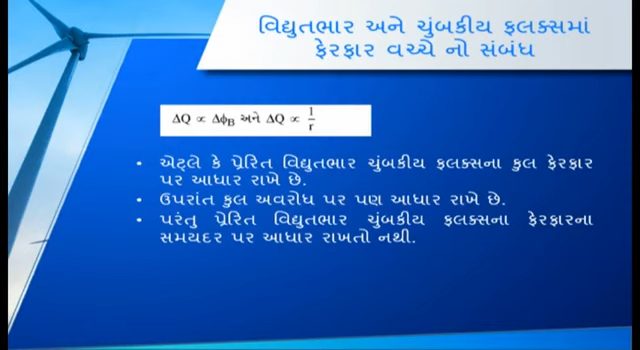 વિદ્યુતભાર અને ચુંબકીય ફલક્સમાં
ફેરફાર વચ્ચે નો સંબંધ
ΔQ ∝ Δϕ_B અને ΔQ ∝ 1/r
• એટ્લે કે પ્રેરિત વિદ્યુતભાર ચુંબકીય ફલક્સના કુલ ફેરફાર
પર આધાર રાખે છે.
• ઉપરાંત કુલ અવરોધ પર પણ આધાર રાખે છે.
• પરંતુ પ્રેરિત વિદ્યુતભાર ચુંબકીય ફલક્સના ફેરફારના
સમયદર પર આધાર રાખતો નથી.